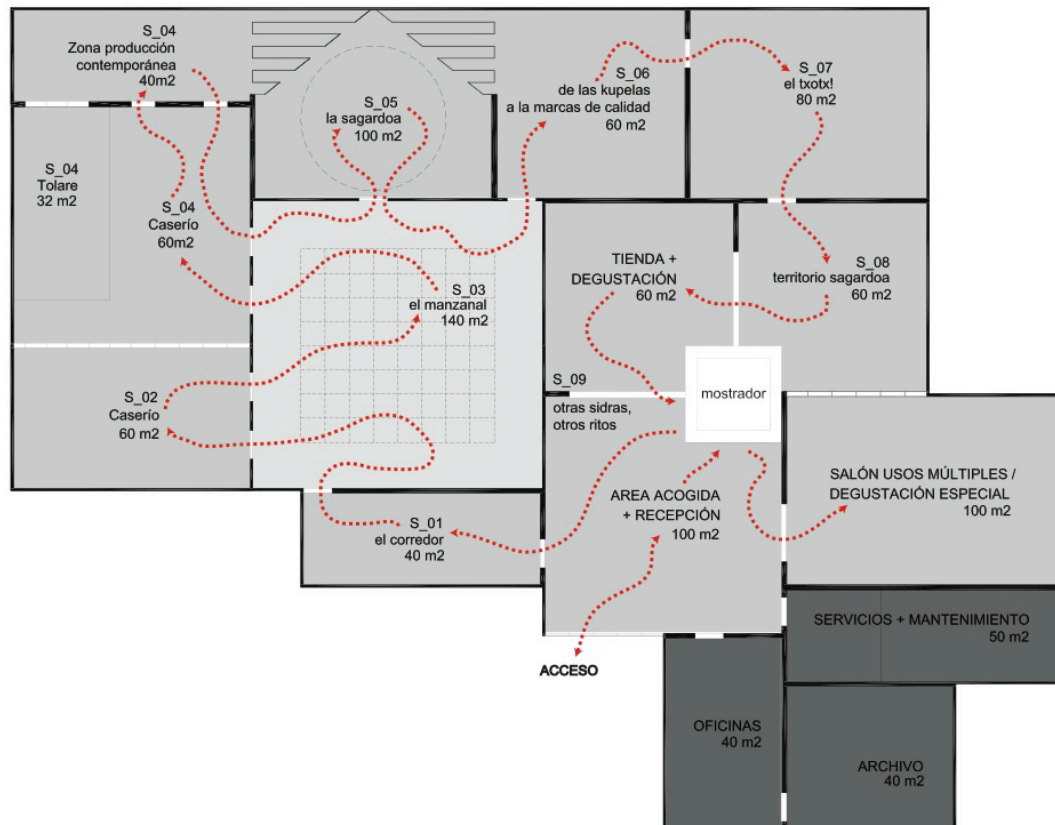 S_04
Zona producción
contemporánea
40m2
S_05
la sagardoa
100 m2
S_06
de las kupelas
a la marcas de calidad
60 m2
S_07
el txotx!
80 m2
S_04
Tolare
32 m2
S_04
Caserío
60m2
S_03
el manzanal
140 m2
TIENDA +
DEGUSTACIÓN
60 m2
S_08
territorio sagardoa
60 m2
S_02
Caserío
60 m2
S_09
otras sidras,
otros ritos
mostrador
S_01
el corredor
40 m2
AREA ACOGIDA
+ RECEPCIÓN
100 m2
SALÓN USOS MÚLTIPLES /
DEGUSTACIÓN ESPECIAL
100 m2
SERVICIOS + MANTENIMIENTO
50 m2
ACCESO
OFICINAS
40 m2
ARCHIVO
40 m2